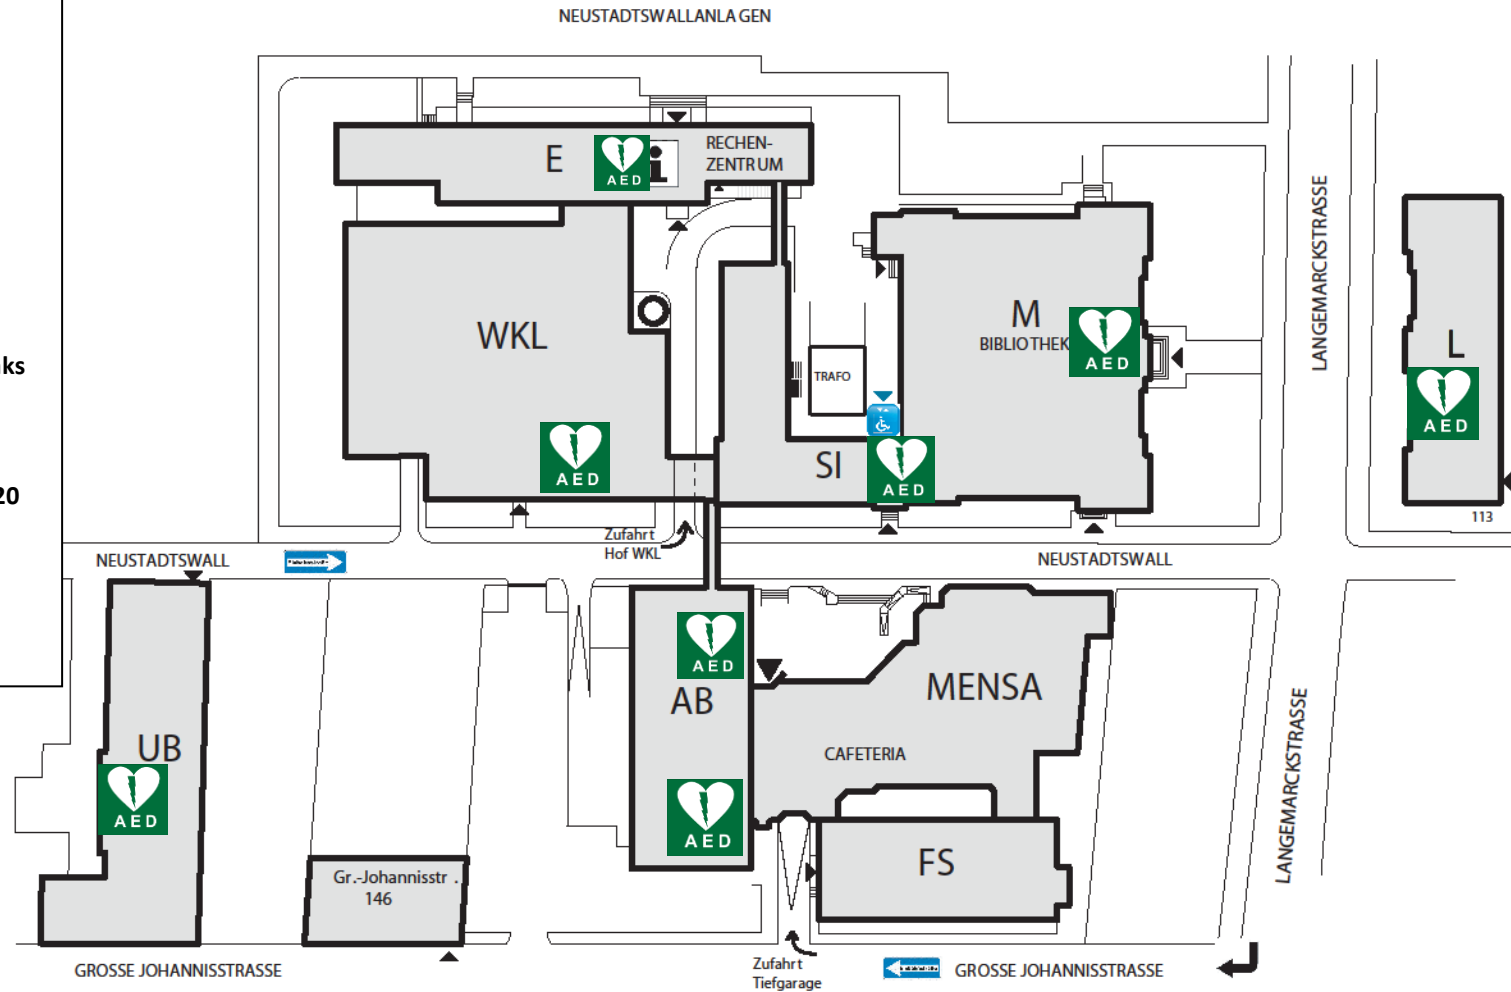 NEUSTADTSWALLANLAGEN
E
AED
i
RECHEN-
ZENTRUM
WKL
AED
TRAFO
SI
AED
M
BIBLIOTHEK
AED
LANGEMARCKSTRASSE
L
AED
113
ks
20
Zufahrt
Hof WKL
NEUSTADTSWALL
NEUSTADTSWALL
UB
AED
Gr.-Johannisstr.
146
AED
AB
AED
MENSA
CAFETERIA
FS
LANGEMARCKSTRASSE
GROSSE JOHANNISSTRASSE
Zufahrt
Tiefgarage
GROSSE JOHANNISSTRASSE